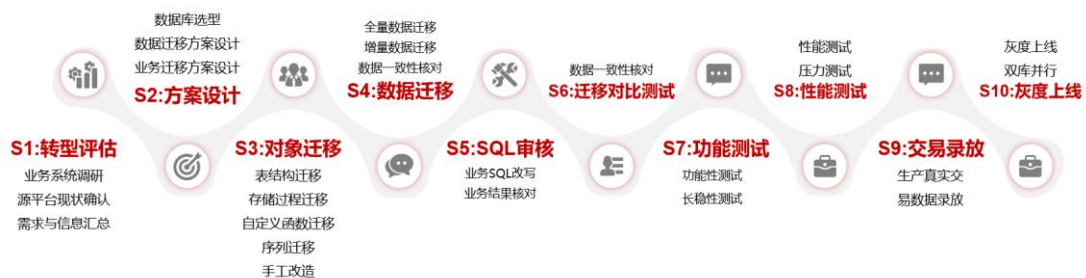 S1:转型评估
业务系统调研
源平台现状确认
需求与信息汇总
数据库选型
数据迁移方案设计
业务迁移方案设计
S2:方案设计
S3:对象迁移
表结构迁移
存储过程迁移
自定义函数迁移
序列迁移
手工改造
全量数据迁移
增量数据迁移
数据一致性核对
S4:数据迁移
S5:SQL审核
业务SQL改写
业务结果核对
数据一致性核对
S6:迁移对比测试
S7:功能测试
功能性测试
长稳性测试
性能测试
压力测试
S8:性能测试
S9:交易录放
生产真实交
易数据录放
灰度上线
双库并行
S10:灰度上线